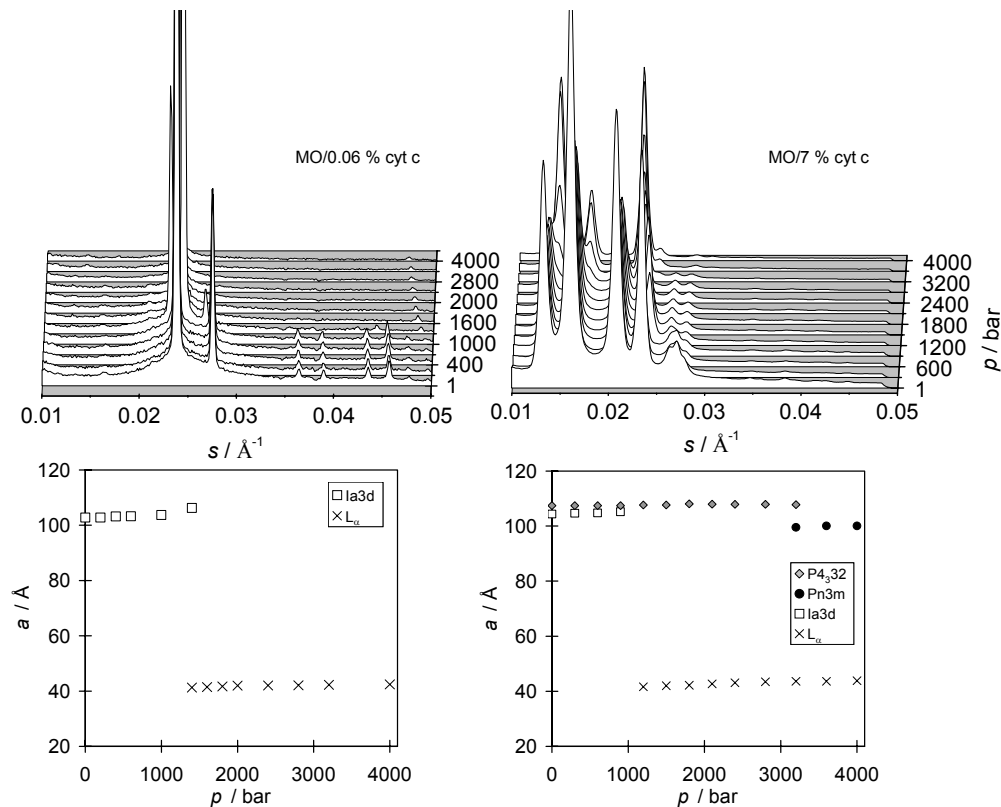 MO/0.06 % cyt c
4000
2800
2000
1600
1000
400
1
0.01 0.02 0.03 0.04 0.05
s / Å⁻¹
MO/7 % cyt c
4000
3200
2400
1800
1200
600
1
p / bar
0.01 0.02 0.03 0.04 0.05
s / Å⁻¹
120
100
80
60
40
20
a / Å
Ia3d
Lα
0 1000 2000 3000 4000
p / bar
120
100
80
60
40
20
a / Å
P4₃32
Pn3m
Ia3d
Lα
0 1000 2000 3000 4000
p / bar